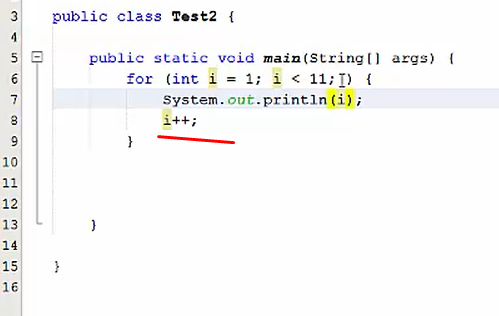 3 public class Test2 {
4
5 public static void main(String[] args) {
6 for (int i = 1; i < 11;) {
7 System.out.println(i);
8 i++;
9 }
10
11
12
13 }
14
15 }
16